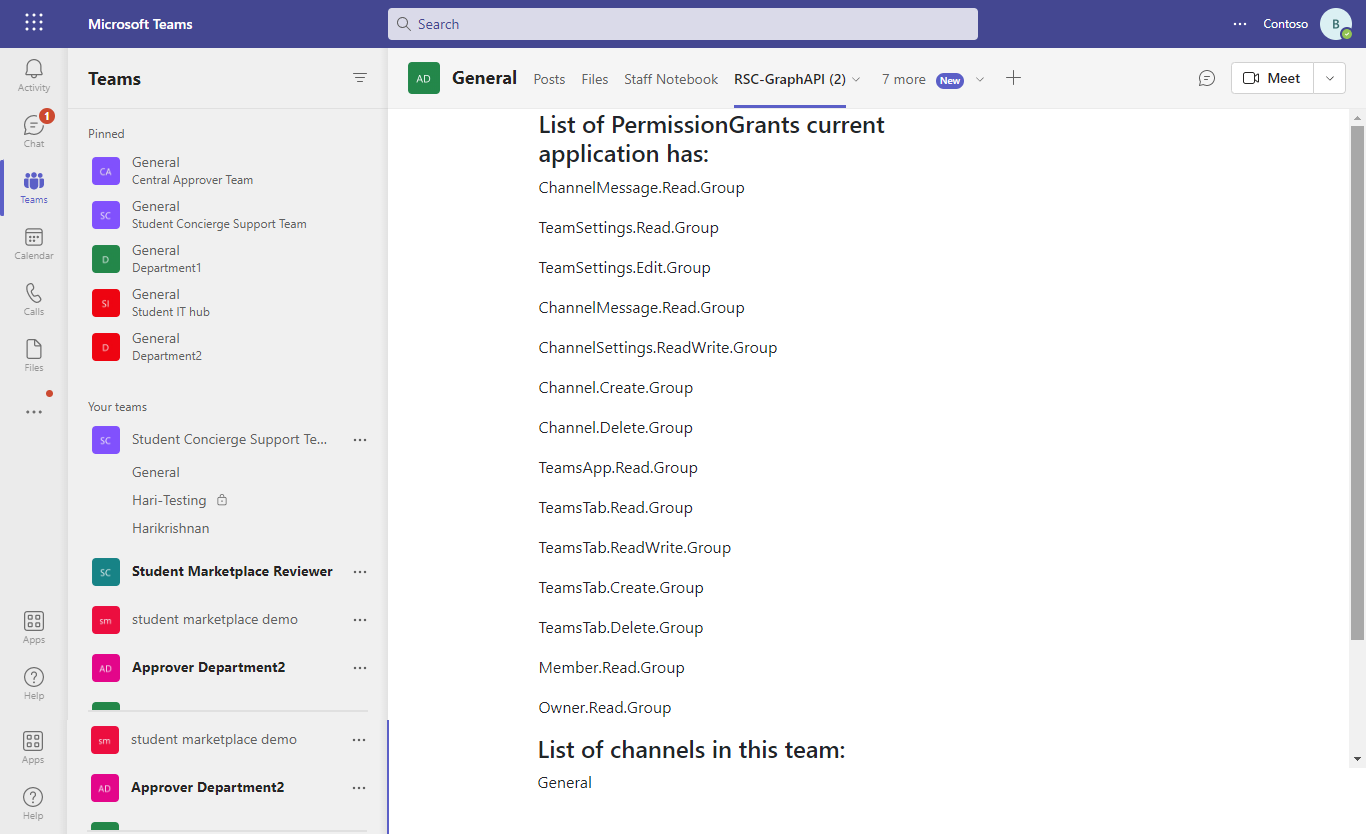 Microsoft Teams
Search
Contoso
B
Activity
Chat
1
Teams
Calendar
Calls
Files
Apps
Help
Apps
Help
Teams
Pinned
CA
General
Central Approver Team
SC
General
Student Concierge Support Team
D
General
Department1
SI
General
Student IT hub
D
General
Department2
Your teams
SC
Student Concierge Support Te...
General
Hari-Testing
Harikrishnan
SC
Student Marketplace Reviewer
sm
student marketplace demo
AD
Approver Department2
sm
student marketplace demo
AD
Approver Department2
AD
General
Posts
Files
Staff Notebook
RSC-GraphAPI (2)
7 more
New
Meet
List of PermissionGrants current
application has:
ChannelMessage.Read.Group
TeamSettings.Read.Group
TeamSettings.Edit.Group
ChannelMessage.Read.Group
ChannelSettings.ReadWrite.Group
Channel.Create.Group
Channel.Delete.Group
TeamsApp.Read.Group
TeamsTab.Read.Group
TeamsTab.ReadWrite.Group
TeamsTab.Create.Group
TeamsTab.Delete.Group
Member.Read.Group
Owner.Read.Group
List of channels in this team:
General